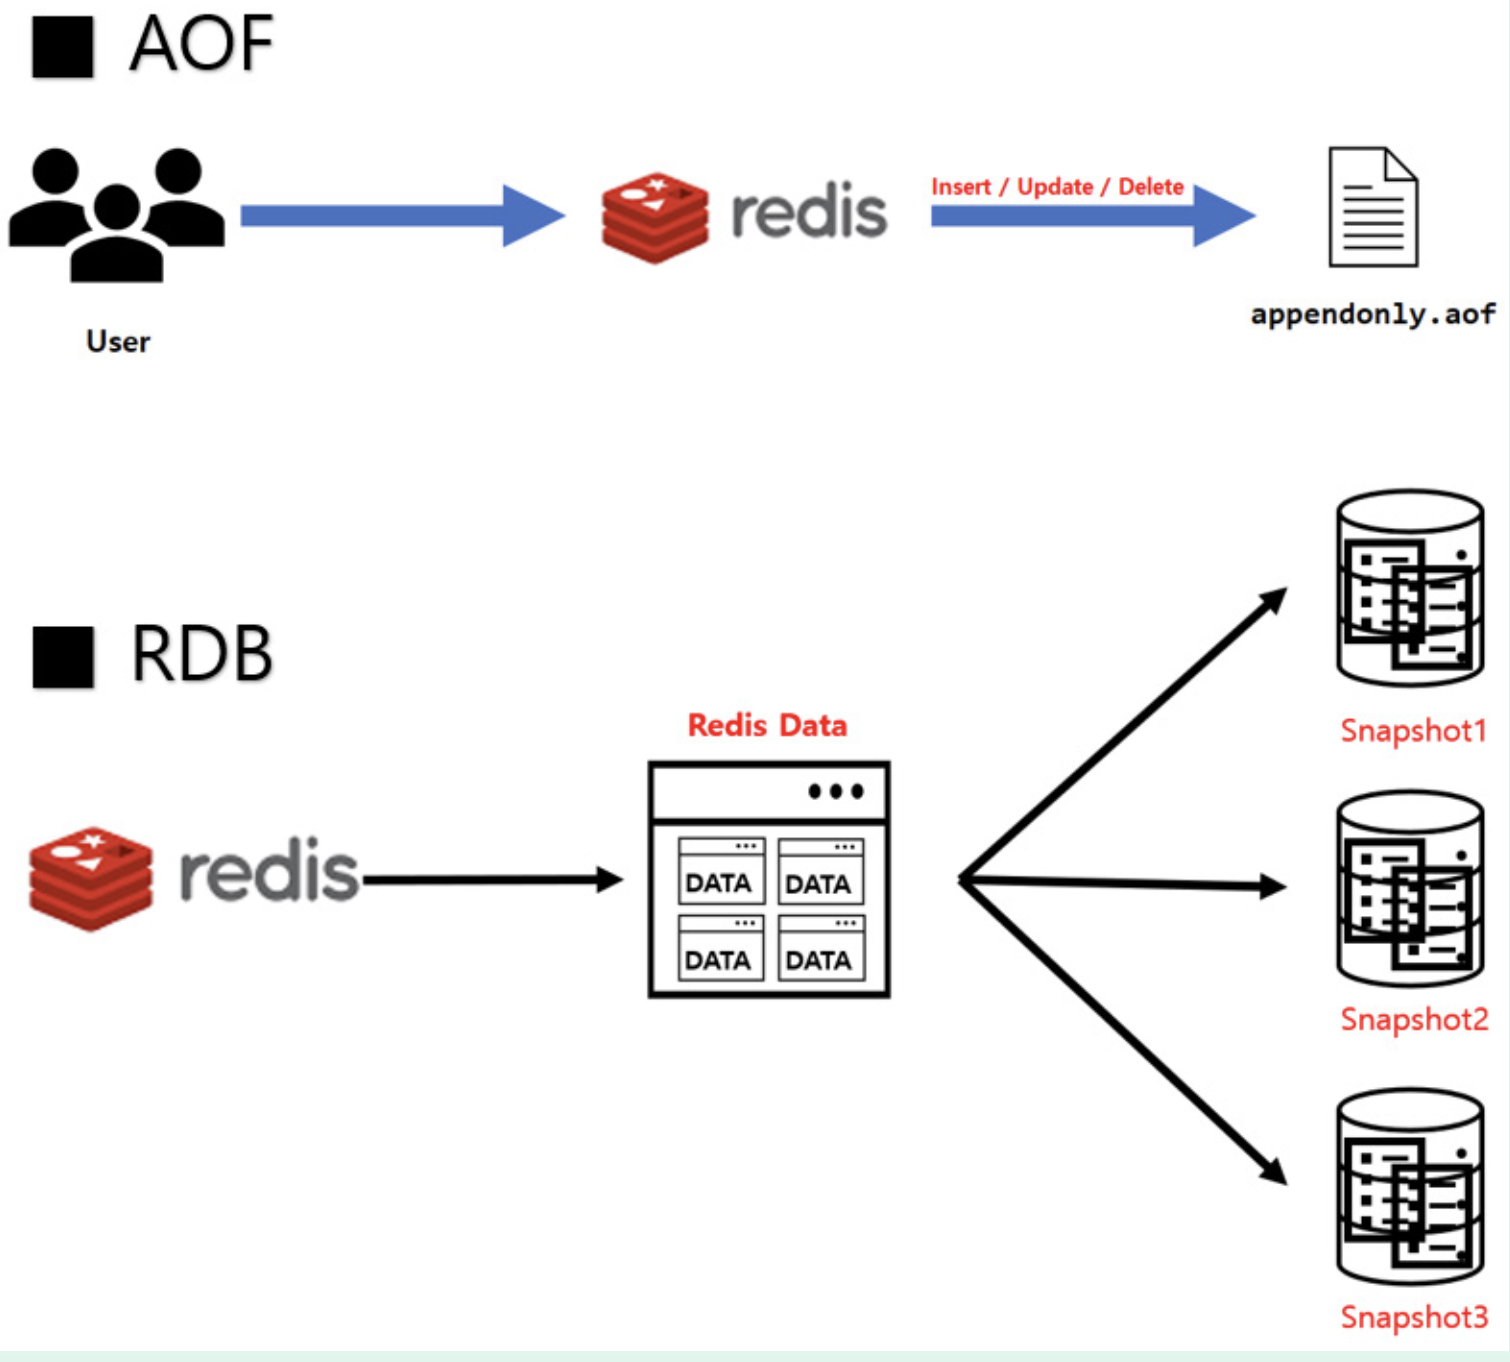 AOF
redis
Insert / Update / Delete
User
appendonly.aof
RDB
Redis Data
redis
DATA DATA
DATA DATA
Snapshot1
Snapshot2
Snapshot3